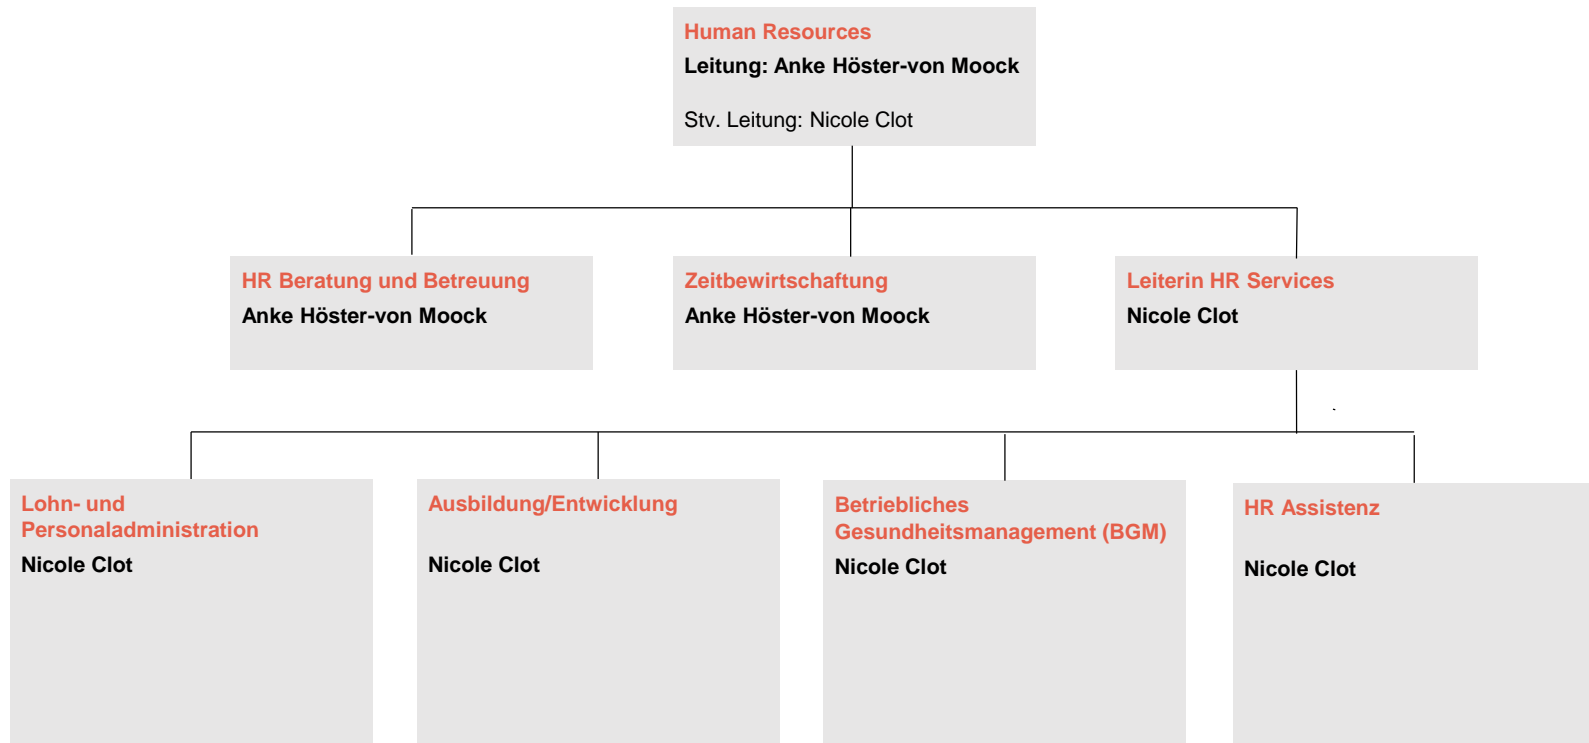 Human Resources
Leitung: Anke Höster-von Moock
Stv. Leitung: Nicole Clot
HR Beratung und Betreuung
Anke Höster-von Moock
Zeitbewirtschaftung
Anke Höster-von Moock
Leiterin HR Services
Nicole Clot
Lohn- und
Personaladministration
Nicole Clot
Ausbildung/Entwicklung
Nicole Clot
Betriebliches
Gesundheitsmanagement (BGM)
Nicole Clot
HR Assistenz
Nicole Clot